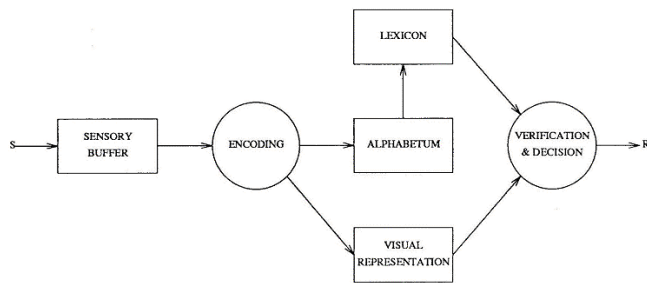 LEXICON
S
SENSORY
BUFFER
ENCODING
ALPHABETUM
VERIFICATION
& DECISION
R
VISUAL
REPRESENTATION